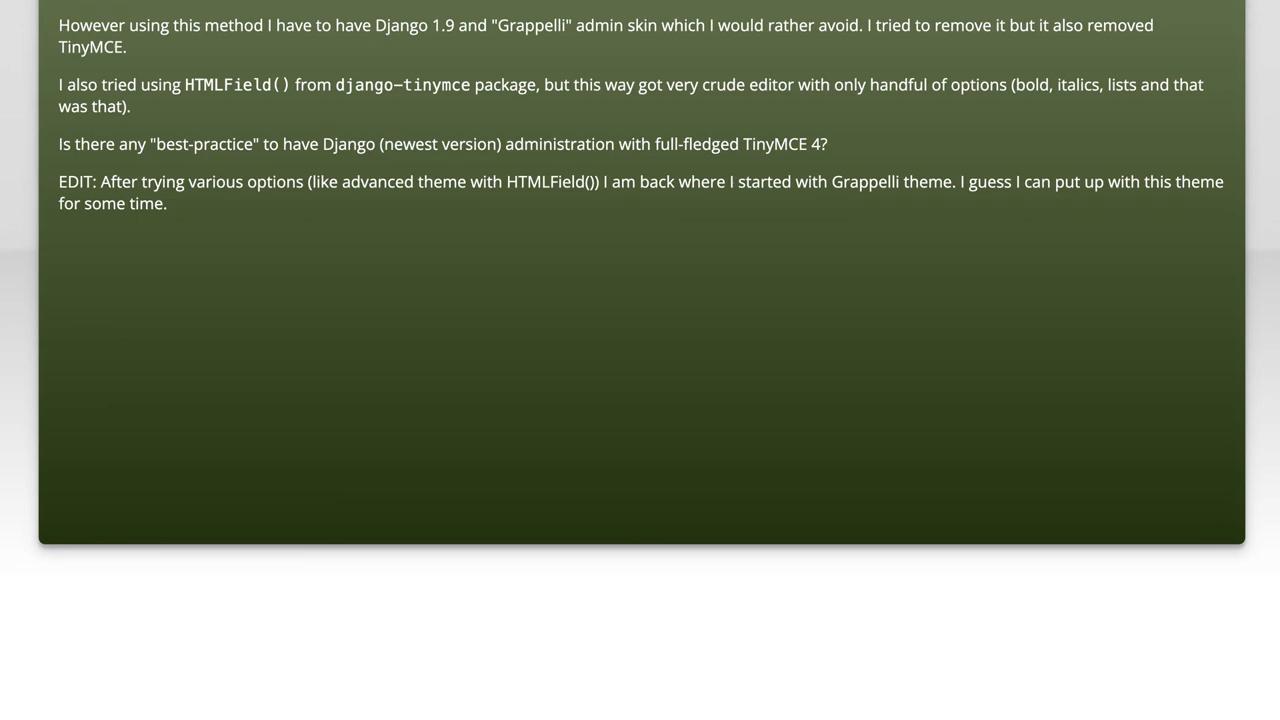 However using this method I have to have Django 1.9 and "Grappelli" admin skin which I would rather avoid. I tried to remove it but it also removed
TinyMCE.
I also tried using HTMLField() from django-tinymce package, but this way got very crude editor with only handful of options (bold, italics, lists and that
was that).
Is there any "best-practice" to have Django (newest version) administration with full-fledged TinyMCE 4?
EDIT: After trying various options (like advanced theme with HTMLField()) I am back where I started with Grappelli theme. I guess I can put up with this theme
for some time.